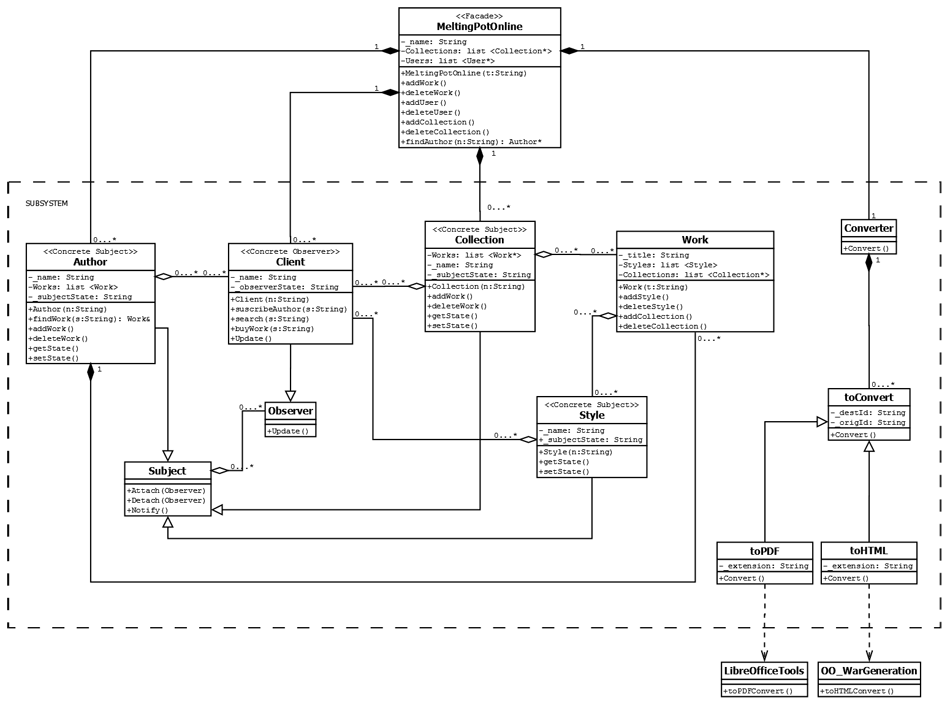 <<Facade>>
MeltingPotOnline
-_name: String
-Collections: list <Collection*>
-Users: list <User*>
+MeltingPotOnline(t:String)
+addWork()
+deleteWork()
+addUser()
+deleteUser()
+addCollection()
+deleteCollection()
+findAuthor(n:String): Author*
1
1
1
1
SUBSYSTEM
0...*
0...*
0...*
1
<<Concrete Subject>>
Author
-_name: String
-Works: list <Work>
-_subjectState: String
+Author(n:String)
+findWork(s:String): Work&
+addWork()
+deleteWork()
+getState()
+setState()
1
0...*
0...*
<<Concrete Observer>>
Client
-_name: String
-_observerState: String
+Client(n:String)
+suscribeAuthor(s:String)
+search(s:String)
+buyWork(s:String)
+Update()
0...*
0...*
0...*
<<Concrete Subject>>
Collection
-Works: list <Work*>
-_name: String
-_subjectState: String
+Collection(n:String)
+addWork()
+deleteWork()
+getState()
+setState()
0...*
0...*
Work
-_title: String
-Styles: list <Style>
-Collections: list <Collection*>
+Work(t:String)
+addStyle()
+deleteStyle()
+addCollection()
+deleteCollection()
0...*
0...*
Converter
+Convert()
1
0...*
toConvert
-_destId: String
-_origId: String
+Convert()
Observer
+Update()
0...*
0...*
Subject
+Attach(Observer)
+Detach(Observer)
+Notify()
0...*
0...*
<<Concrete Subject>>
Style
-_name: String
+_subjectState: String
+Style(n:String)
+getState()
+setState()
toPDF
-_extension: String
+Convert()
toHTML
-_extension: String
+Convert()
LibreOfficeTools
+toPDFConvert()
OO_WarGeneration
+toHTMLConvert()